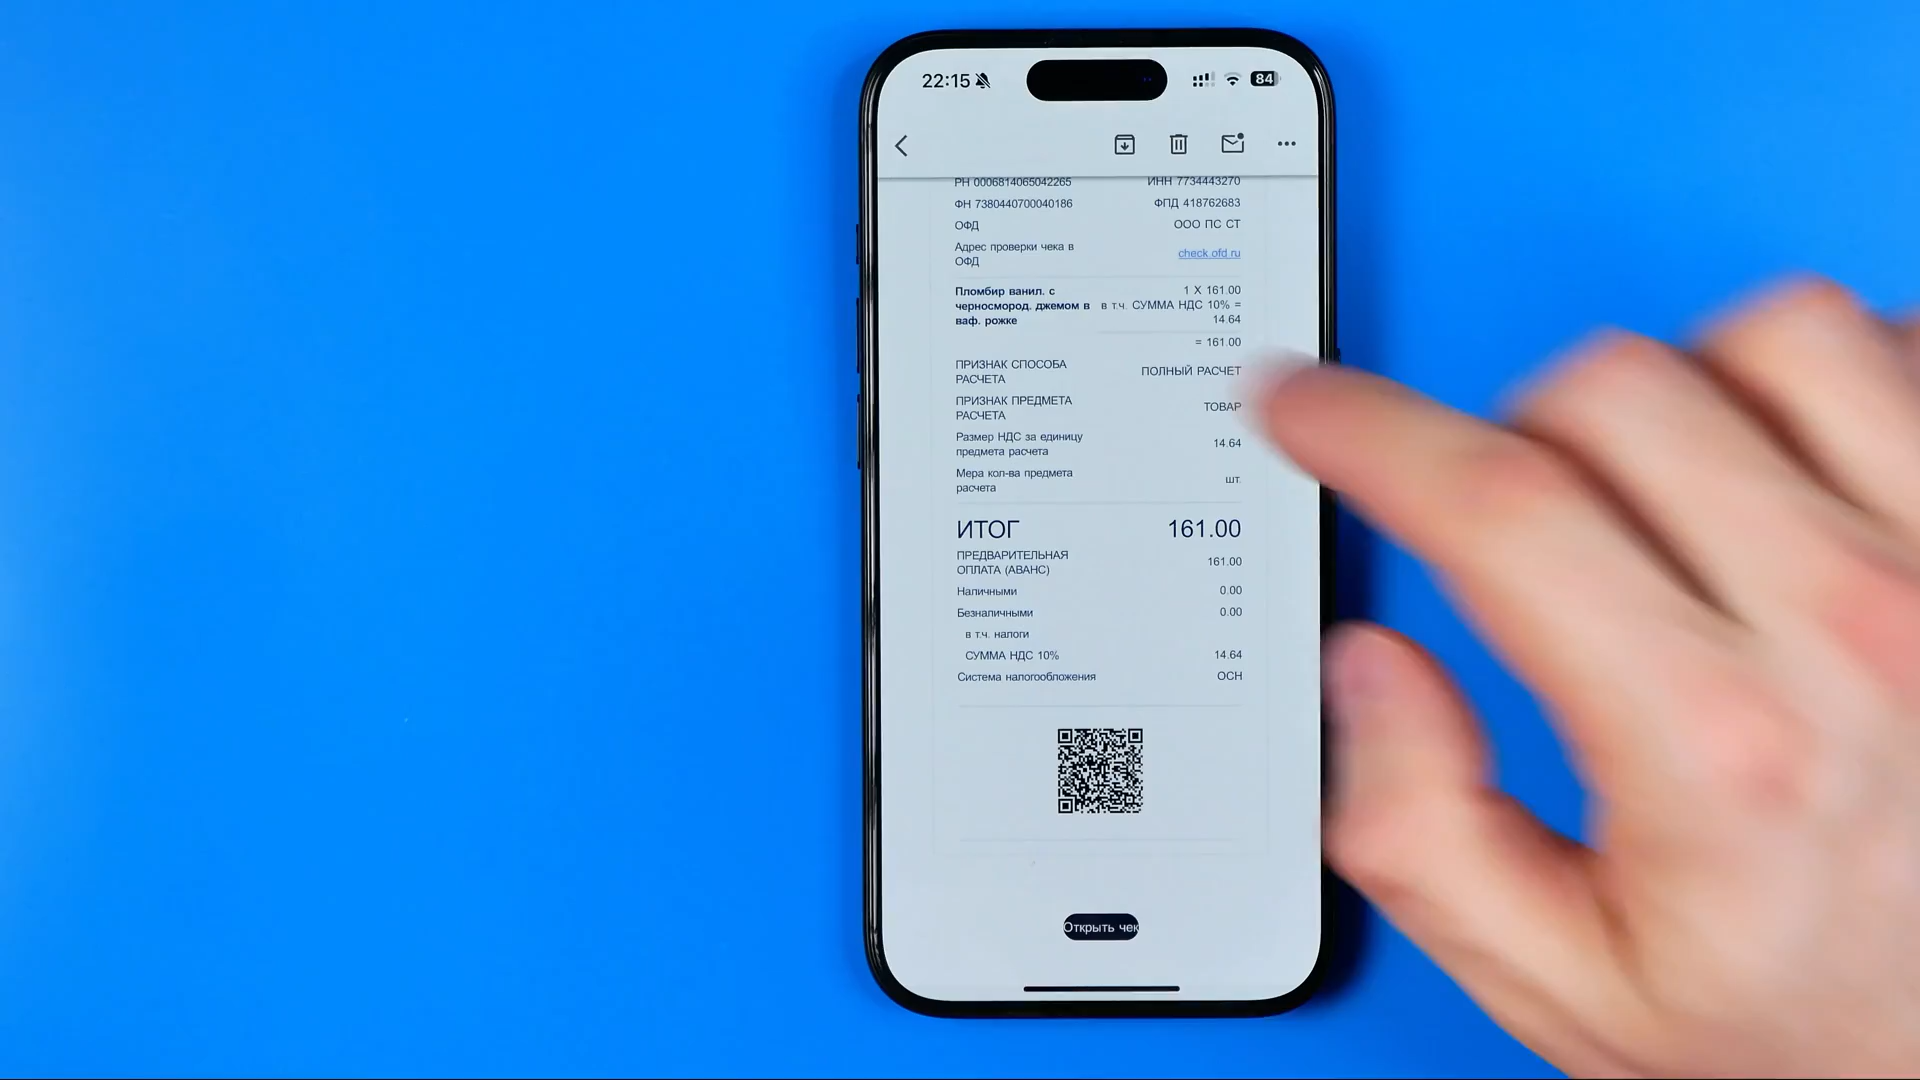 22:15
84
РН 0006814065042265 ИНН 7734443270
ФН 7380440700040186 ФПД 418762683
ОФД ООО ПС СТ
Адрес проверки чека в
ОФД
check.ofd.ru
Пломбир ванил. с
черносмород. джемом в
ваф. рожке
1 X 161.00
в т.ч. СУММА НДС 10% =
14.64
= 161.00
ПРИЗНАК СПОСОБА
РАСЧЕТА
ПОЛНЫЙ РАСЧЕТ
ПРИЗНАК ПРЕДМЕТА
РАСЧЕТА
ТОВАР
Размер НДС за единицу
предмета расчета
14.64
Мера кол-ва предмета
расчета
шт.
ИТОГ 161.00
ПРЕДВАРИТЕЛЬНАЯ
ОПЛАТА (АВАНС)
161.00
Наличными 0.00
Безналичными 0.00
в т.ч. налоги
СУММА НДС 10% 14.64
Система налогообложения ОСН
Открыть чек